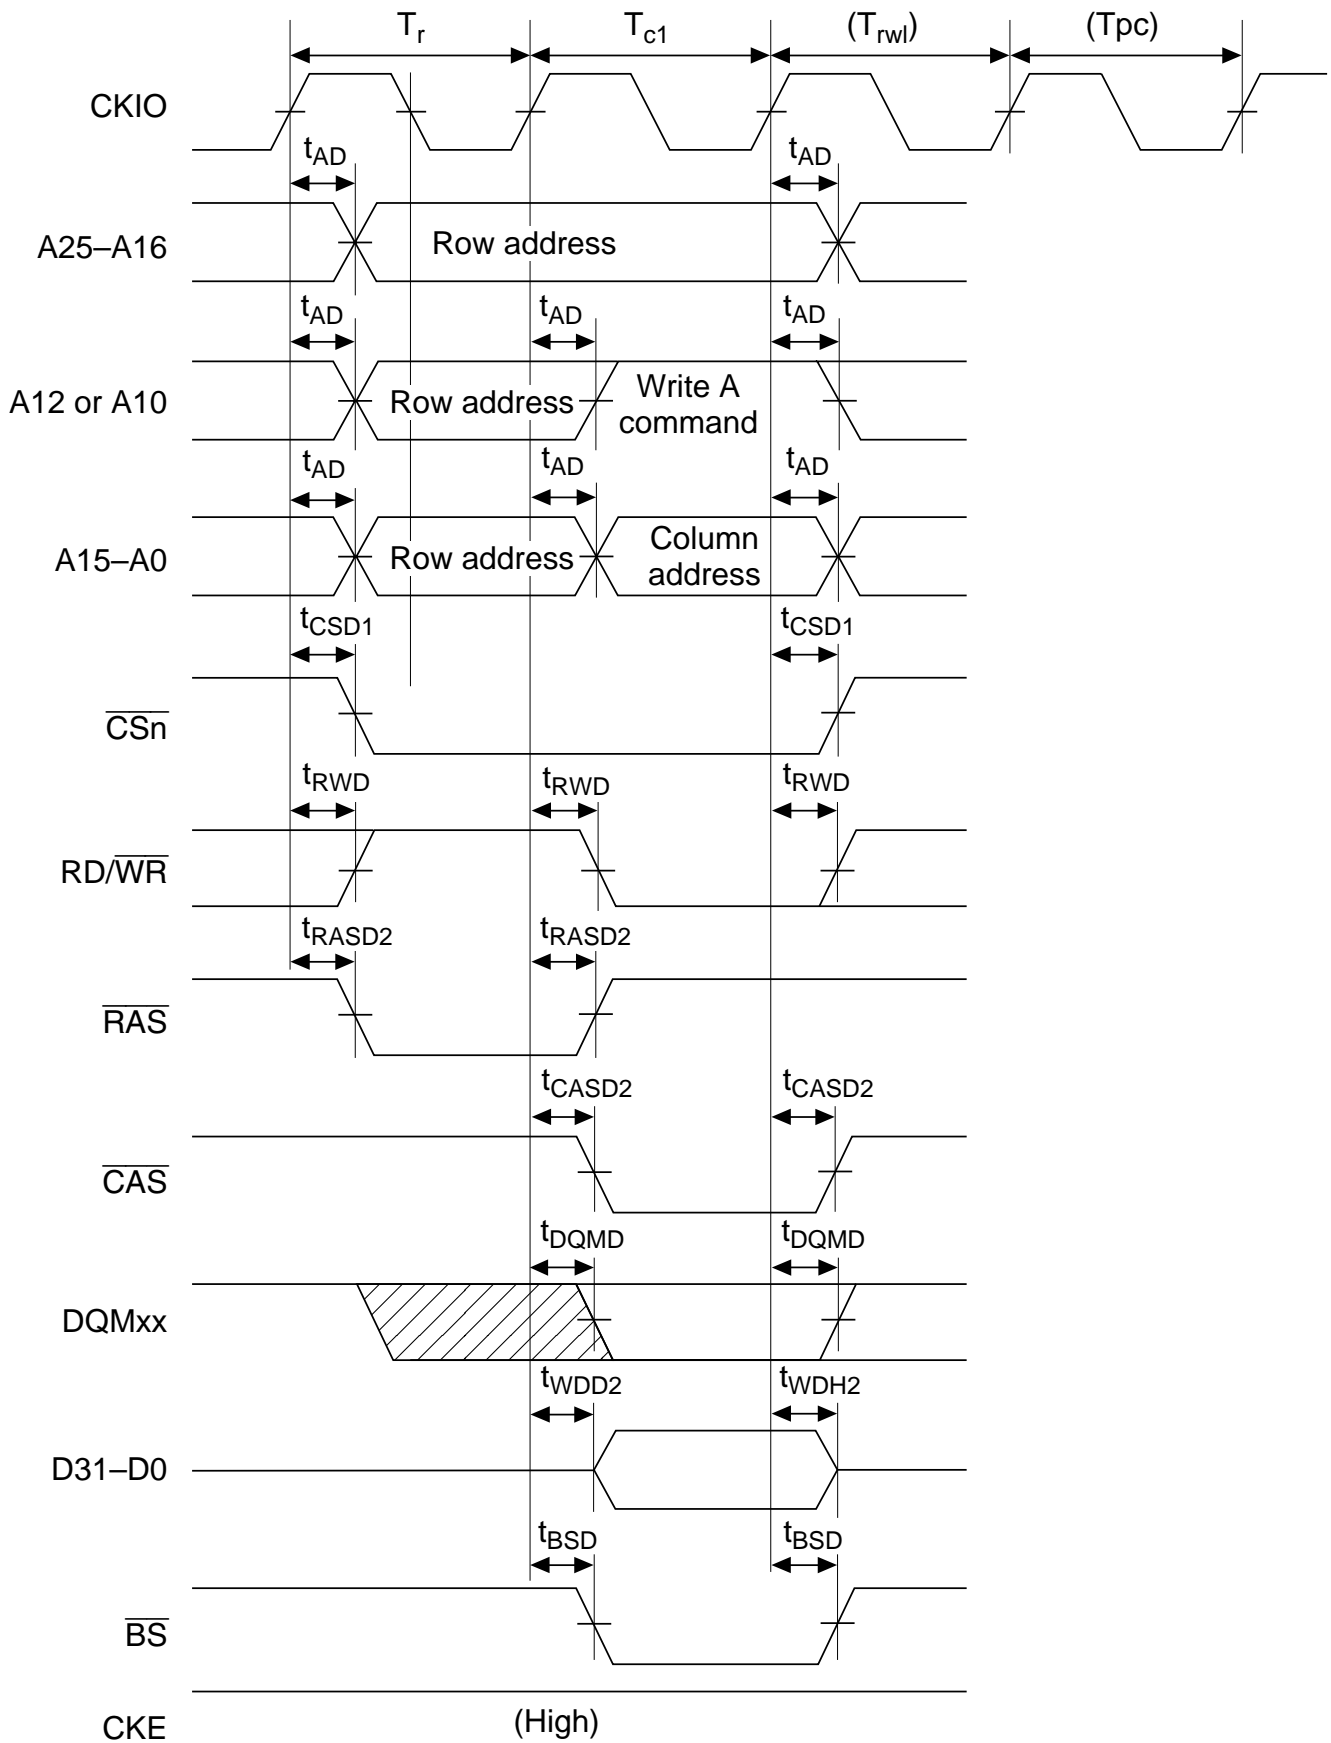 Tr Tc1 (Trwl) (Tpc)
CKIO
tAD tAD
A25–A16 Row address
tAD tAD tAD
A12 or A10 Row address Write A command
tAD tAD tAD
A15–A0 Row address Column address
tCSD1 tCSD1
CSn
tRWD tRWD tRWD
RD/WR
tRASD2 tRASD2
RAS
tCASD2 tCASD2
CAS
tDQMD tDQMD
DQMxx
tWDD2 tWDH2
D31–D0
tBSD tBSD
BS
CKE (High)